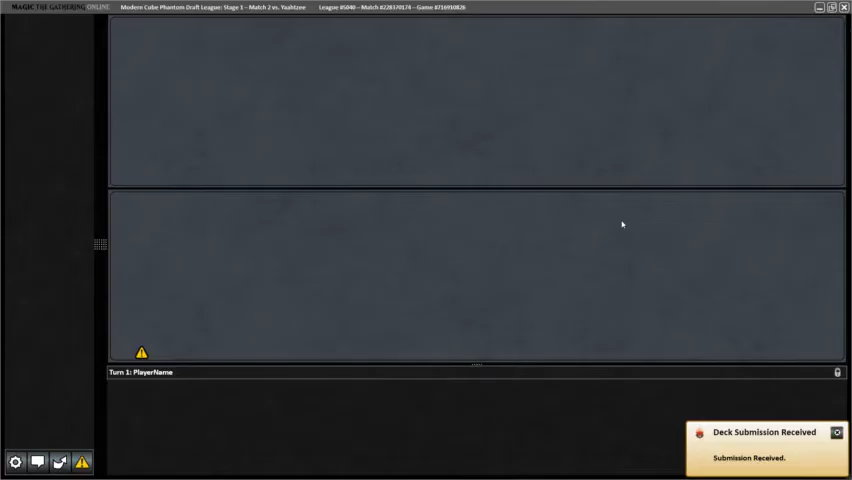 MAGIC THE GATHERING ONLINE
Modern Cube Phantom Draft League: Stage 1 - Match 2 vs. Yaahtzee League #5040 - Match #228370174 - Game #716910826
Turn 1: PlayerName
Deck Submission Received
Submission Received.